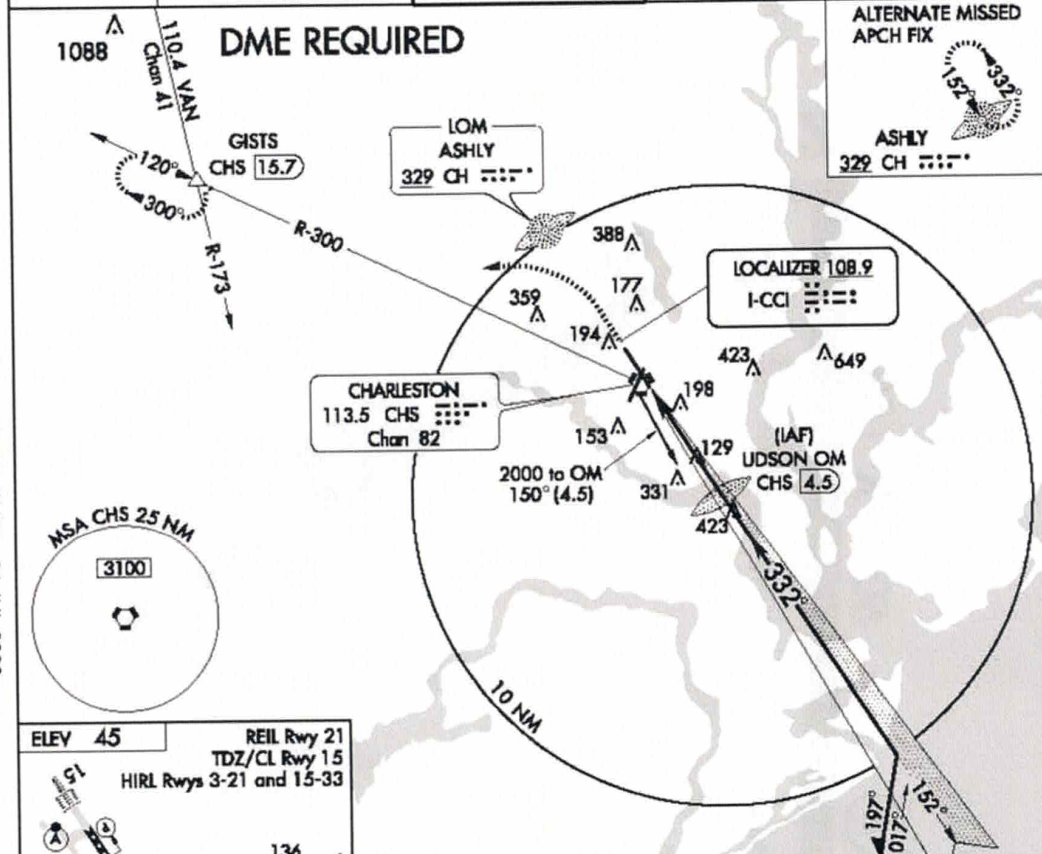 DME REQUIRED
1088
110.4 VAN
Chan 41
GISTS
CHS 15.7
120°
300°
R-173
R-300
LOM
ASHLY
329 CH
ALTERNATE MISSED
APCH FIX
152°
332°
ASHLY
329 CH
388
177
359
194
LOCALIZER 108.9
I-CCI
423
649
CHARLESTON
113.5 CHS
Chan 82
198
153
129
(IAF)
UDSON OM
CHS 4.5
2000 to OM
150° (4.5)
331
423
332°
MSA CHS 25 NM
3100
10 NM
197°
017°
152°
ELEV 45
REIL Rwy 21
TDZ/CL Rwy 15
HIRL Rwys 3-21 and 15-33
15
A
136